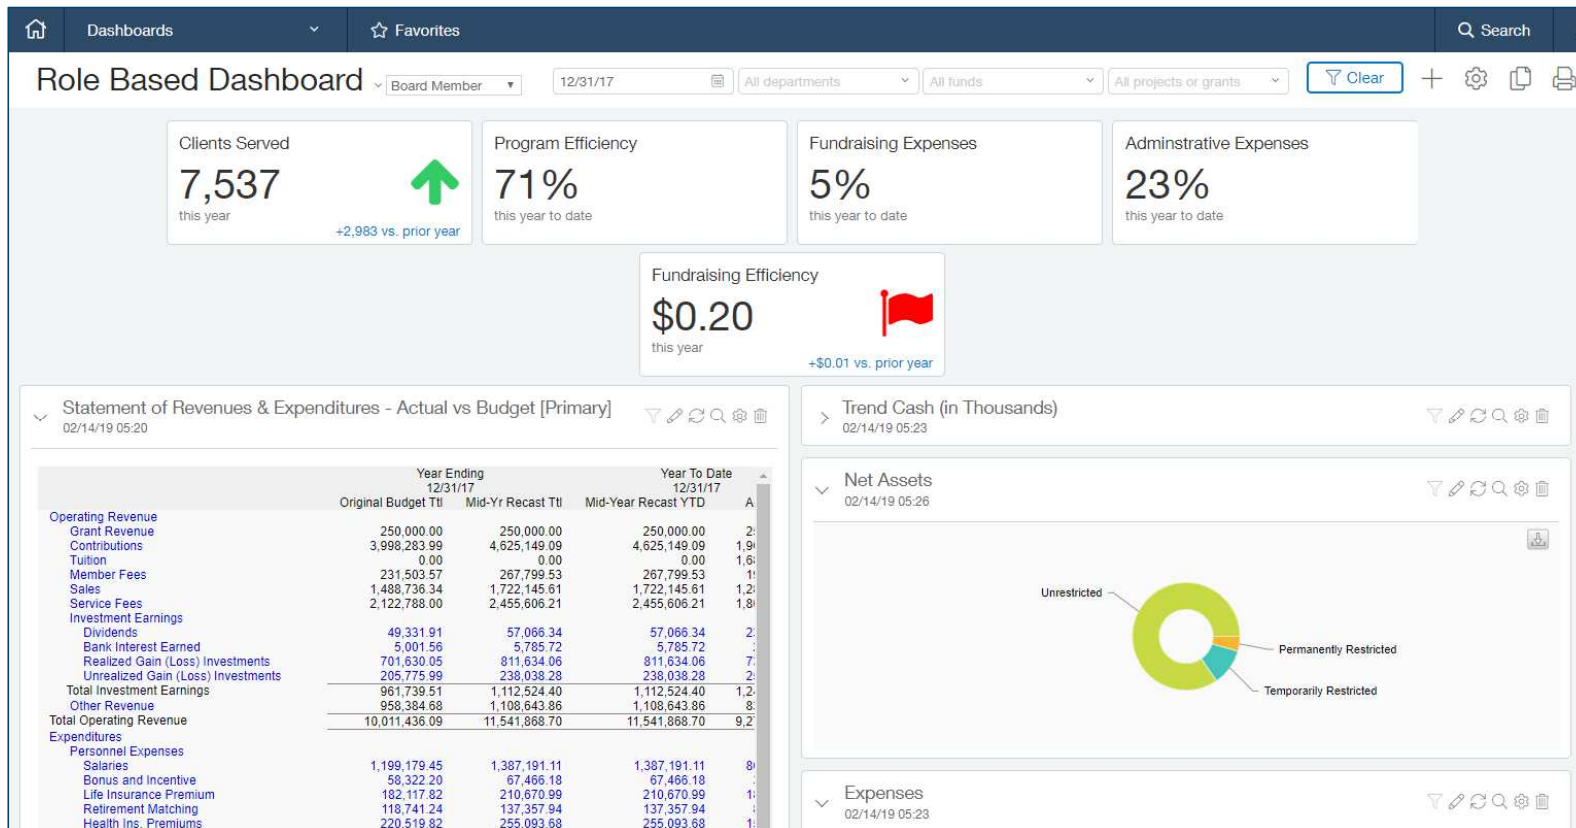 Dashboards Favorites Search
Role Based Dashboard Board Member 12/31/17 All departments All funds All projects or grants Clear
Clients Served
7,537
this year
+2,983 vs. prior year
Program Efficiency
71%
this year to date
Fundraising Expenses
5%
this year to date
Adminstrative Expenses
23%
this year to date
Fundraising Efficiency
$0.20
this year
+$0.01 vs. prior year
Statement of Revenues & Expenditures - Actual vs Budget [Primary]
02/14/19 05:20
Year Ending Year To Date
12/31/17 12/31/17
Original Budget Ttl Mid-Yr Recast Ttl Mid-Year Recast YTD A
Operating Revenue
Grant Revenue 250,000.00 250,000.00 250,000.00
Contributions 3,998,283.99 4,625,149.09 4,625,149.09
Tuition 0.00 0.00 0.00
Member Fees 231,503.57 267,799.53 267,799.53
Sales 1,488,736.34 1,722,145.61 1,722,145.61
Service Fees 2,122,788.00 2,455,606.21 2,455,606.21
Investment Earnings
Dividends 49,331.91 57,066.34 57,066.34
Bank Interest Earned 5,001.56 5,785.72 5,785.72
Realized Gain (Loss) Investments 701,630.05 811,634.06 811,634.06
Unrealized Gain (Loss) Investments 205,775.99 238,038.28 238,038.28
Total Investment Earnings 961,739.51 1,112,524.40 1,112,524.40
Other Revenue 958,384.68 1,108,643.86 1,108,643.86
Total Operating Revenue 10,011,436.09 11,541,868.70 11,541,868.70
Expenditures
Personnel Expenses
Salaries 1,199,179.45 1,387,191.11 1,387,191.11
Bonus and Incentive 58,322.20 67,466.18 67,466.18
Life Insurance Premium 182,117.82 210,670.99 210,670.99
Retirement Matching 118,741.24 137,357.94 137,357.94
Health Ins. Premiums 220,519.82 255,093.68 255,093.68
Trend Cash (in Thousands)
02/14/19 05:23
Net Assets
02/14/19 05:26
Unrestricted
Permanently Restricted
Temporarily Restricted
Expenses
02/14/19 05:23